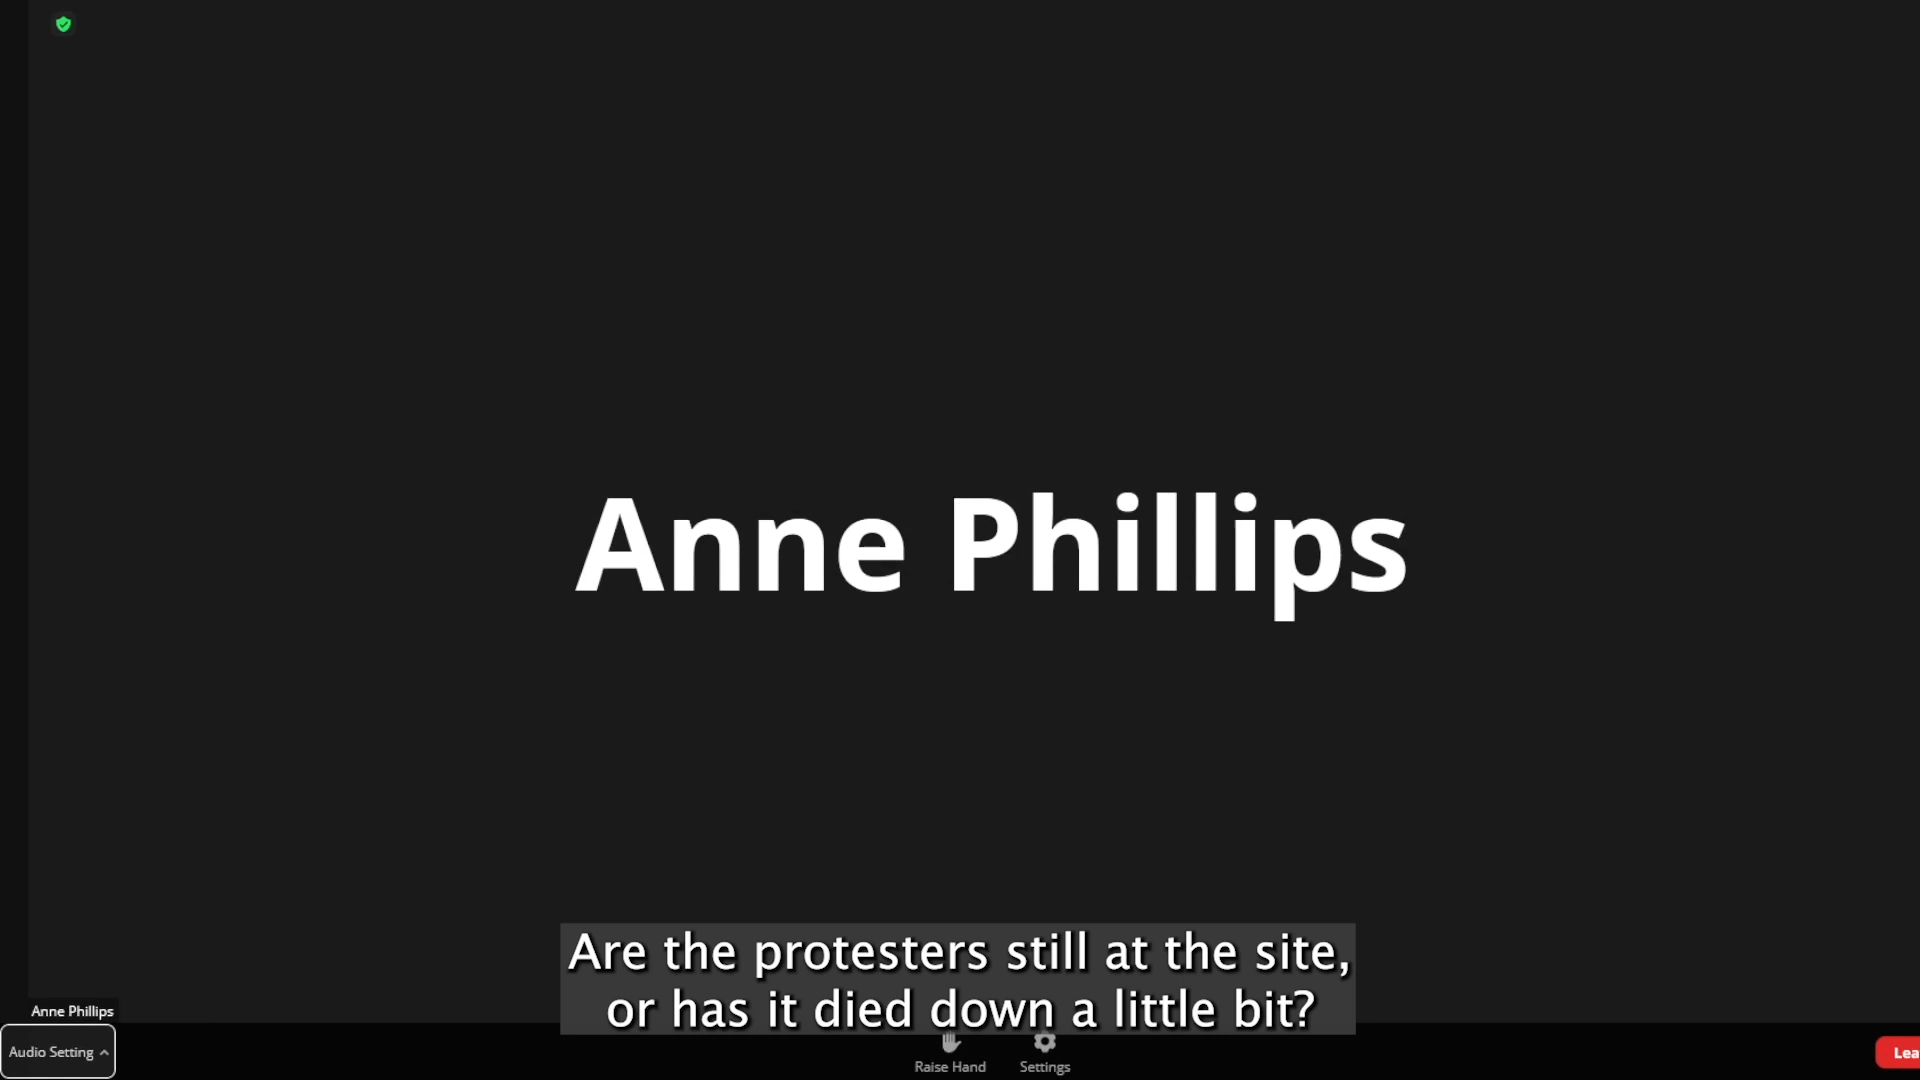 Anne Phillips
Are the protesters still at the site,
or has it died down a little bit?
Anne Phillips
Audio Setting
Raise Hand
Settings
Lea